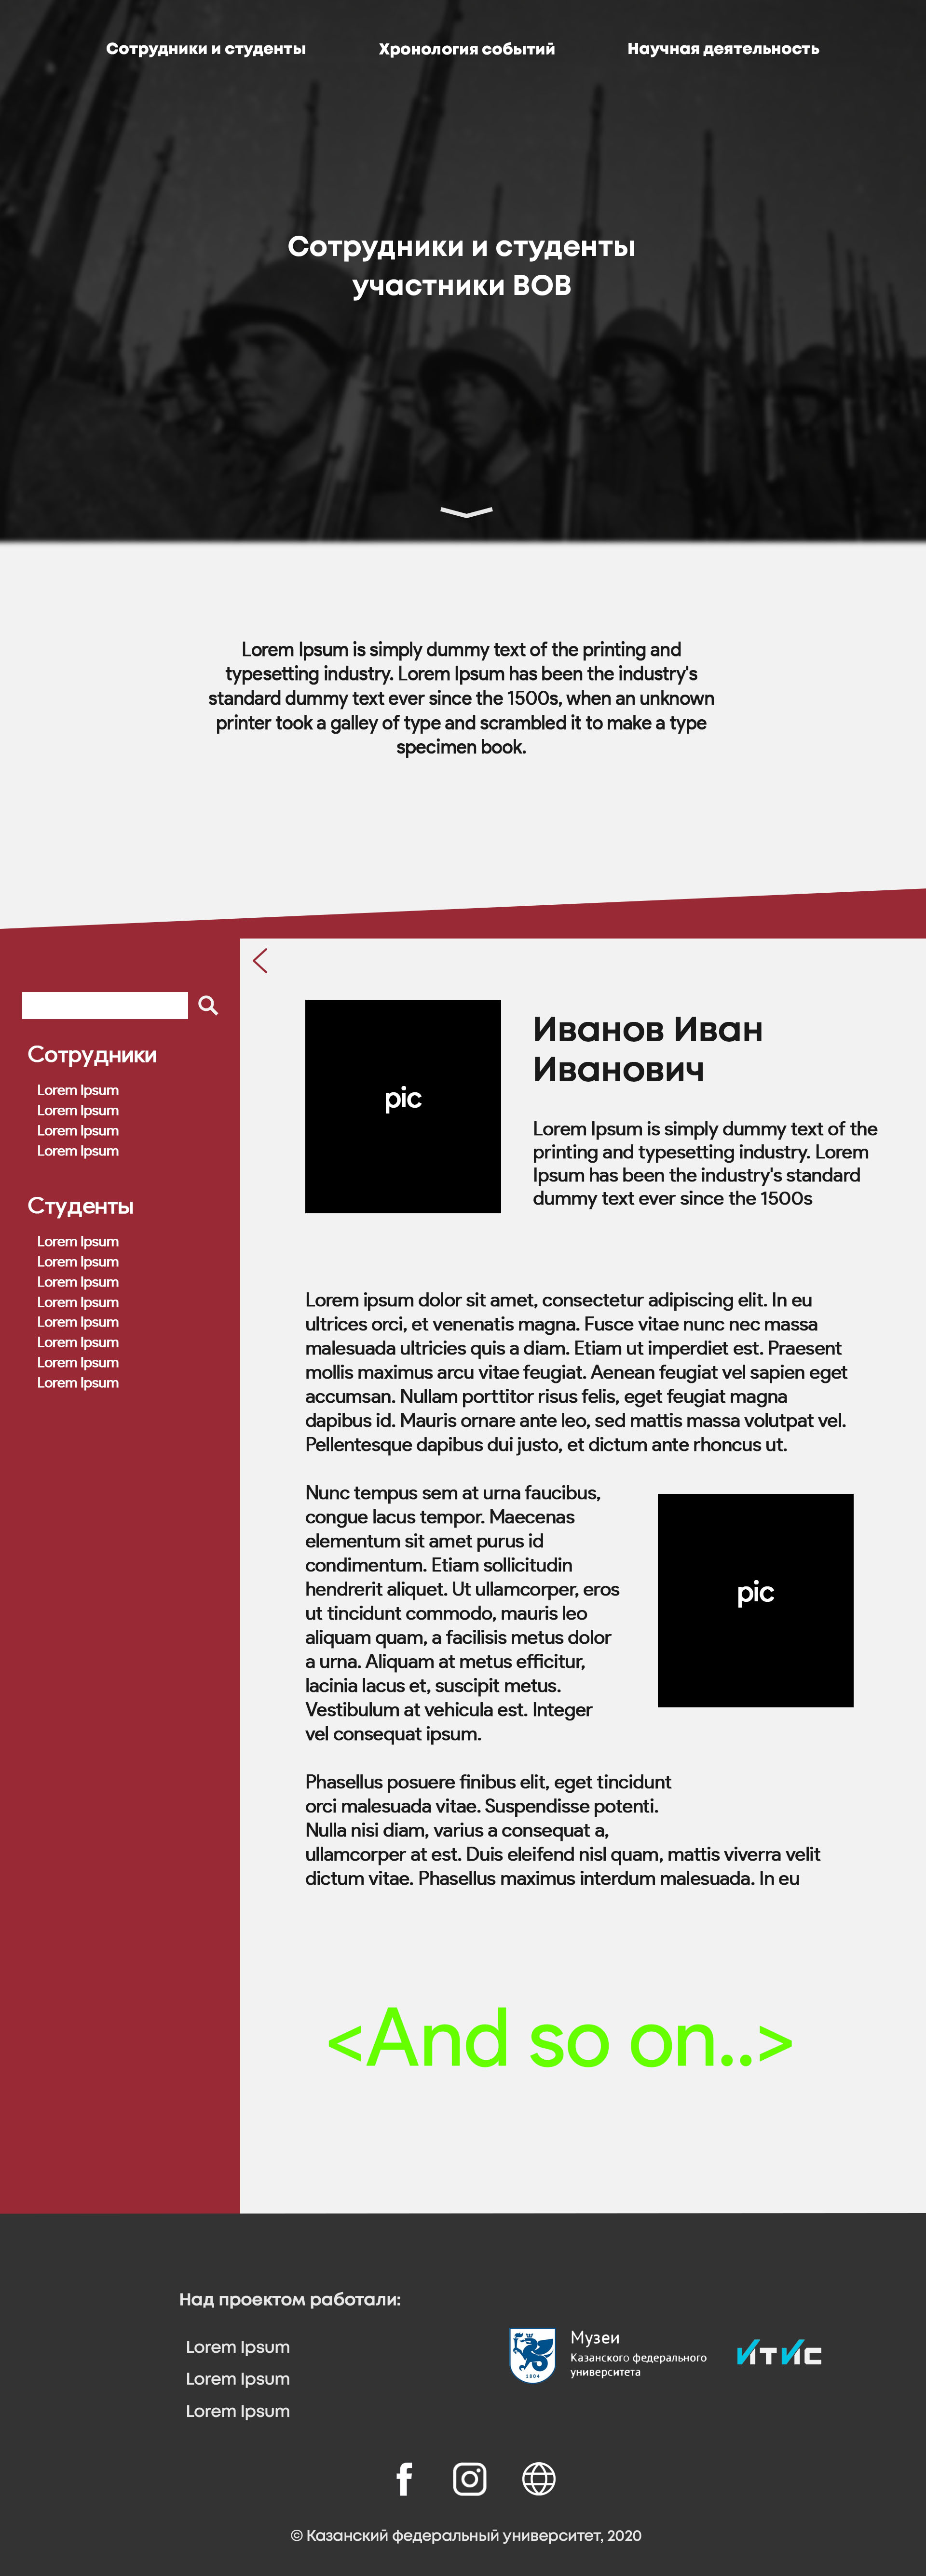 Сотрудники и студенты
Хронология событий
Научная деятельность
Сотрудники и студенты
участники ВОВ
Lorem Ipsum is simply dummy text of the printing and
typesetting industry. Lorem Ipsum has been the industry's
standard dummy text ever since the 1500s, when an unknown
printer took a galley of type and scrambled it to make a type
specimen book.
Сотрудники
Lorem Ipsum
Lorem Ipsum
Lorem Ipsum
Lorem Ipsum
Студенты
Lorem Ipsum
Lorem Ipsum
Lorem Ipsum
Lorem Ipsum
Lorem Ipsum
Lorem Ipsum
Lorem Ipsum
Lorem Ipsum
pic
Иванов Иван
Иванович
Lorem Ipsum is simply dummy text of the
printing and typesetting industry. Lorem
Ipsum has been the industry's standard
dummy text ever since the 1500s
Lorem ipsum dolor sit amet, consectetur adipiscing elit. In eu
ultrices orci, et venenatis magna. Fusce vitae nunc nec massa
malesuada ultricies quis a diam. Etiam ut imperdiet est. Praesent
mollis maximus arcu vitae feugiat. Aenean feugiat vel sapien eget
accumsan. Nullam porttitor risus felis, eget feugiat magna
dapibus id. Mauris ornare ante leo, sed mattis massa volutpat vel.
Pellentesque dapibus dui justo, et dictum ante rhoncus ut.
Nunc tempus sem at urna faucibus,
congue lacus tempor. Maecenas
elementum sit amet purus id
condimentum. Etiam sollicitudin
hendrerit aliquet. Ut ullamcorper, eros
ut tincidunt commodo, mauris leo
aliquam quam, a facilisis metus dolor
a urna. Aliquam at metus efficitur,
lacinia lacus et, suscipit metus.
Vestibulum at vehicula est. Integer
vel consequat ipsum.
pic
Phasellus posuere finibus elit, eget tincidunt
orci malesuada vitae. Suspendisse potenti.
Nulla nisi diam, varius a consequat a,
ullamcorper at est. Duis eleifend nisl quam, mattis viverra velit
dictum vitae. Phasellus maximus interdum malesuada. In eu
<And so on..>
Над проектом работали:
Lorem Ipsum
Lorem Ipsum
Lorem Ipsum
1804
Музеи
Казанского федерального
университета
ИТИС
© Казанский федеральный университет, 2020